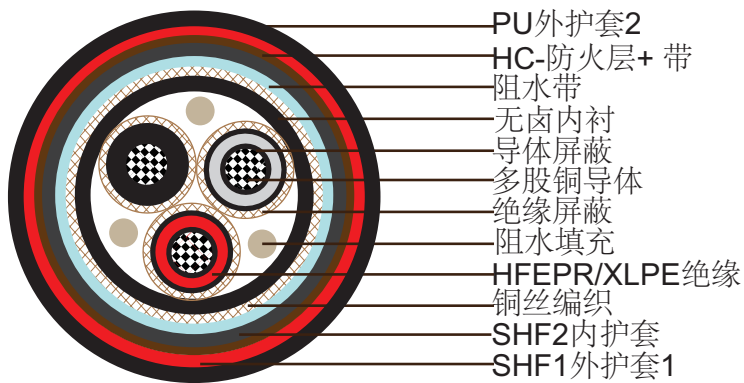 PU外护套2
HC-防火层+ 带
阻水带
无卤内衬
导体屏蔽
多股铜导体
绝缘屏蔽
阻水填充
HFEPR/XLPE绝缘
铜丝编织
SHF2内护套
SHF1外护套1